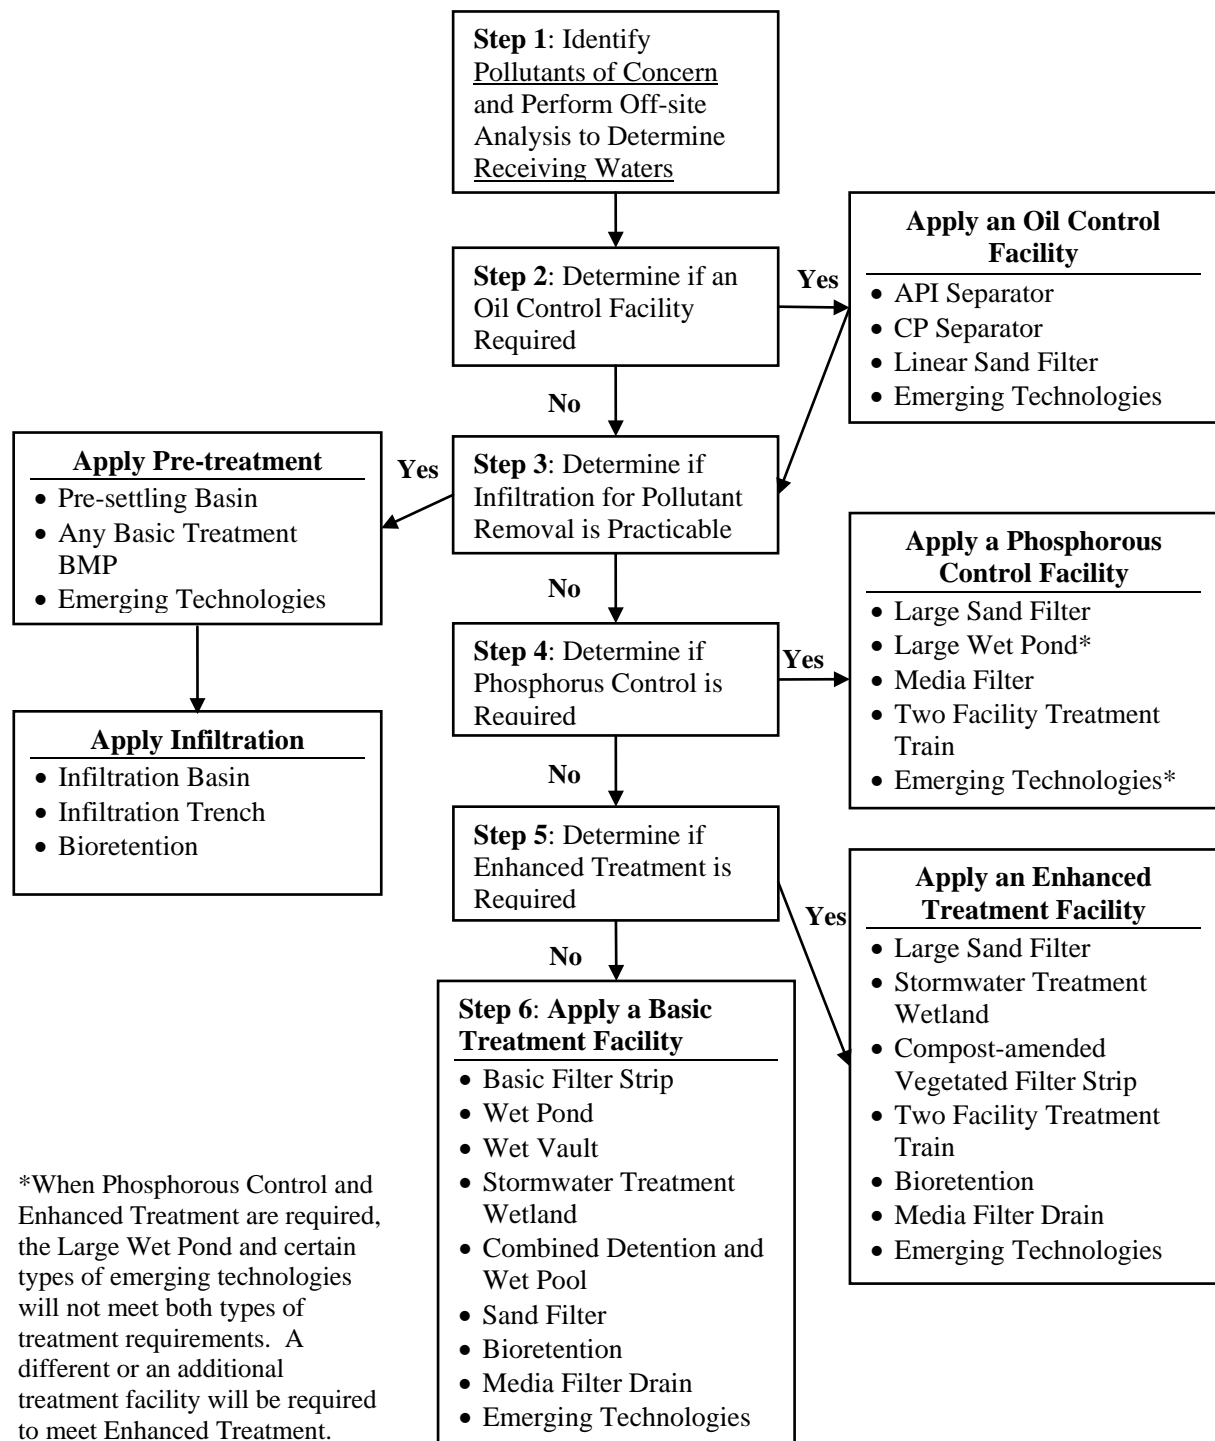 Step 1: Identify
Pollutants of Concern
and Perform Off-site
Analysis to Determine
Receiving Waters
Step 2: Determine if an
Oil Control Facility
Required
Yes
Apply an Oil Control
Facility
• API Separator
• CP Separator
• Linear Sand Filter
• Emerging Technologies
No
Step 3: Determine if
Infiltration for Pollutant
Removal is Practicable
Yes
Apply Pre-treatment
• Pre-settling Basin
• Any Basic Treatment
BMP
• Emerging Technologies
Apply Infiltration
• Infiltration Basin
• Infiltration Trench
• Bioretention
No
Step 4: Determine if
Phosphorus Control is
Required
Yes
Apply a Phosphorous
Control Facility
• Large Sand Filter
• Large Wet Pond*
• Media Filter
• Two Facility Treatment
Train
• Emerging Technologies*
No
Step 5: Determine if
Enhanced Treatment is
Required
Yes
Apply an Enhanced
Treatment Facility
• Large Sand Filter
• Stormwater Treatment
Wetland
• Compost-amended
Vegetated Filter Strip
• Two Facility Treatment
Train
• Bioretention
• Media Filter Drain
• Emerging Technologies
No
Step 6: Apply a Basic
Treatment Facility
• Basic Filter Strip
• Wet Pond
• Wet Vault
• Stormwater Treatment
Wetland
• Combined Detention and
Wet Pool
• Sand Filter
• Bioretention
• Media Filter Drain
• Emerging Technologies
*When Phosphorous Control and
Enhanced Treatment are required,
the Large Wet Pond and certain
types of emerging technologies
will not meet both types of
treatment requirements.  A
different or an additional
treatment facility will be required
to meet Enhanced Treatment.